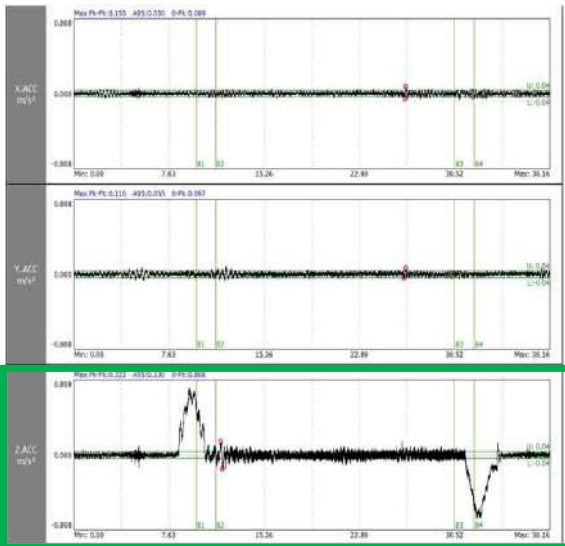 Max Pk-Pk:0.155 A95:0.050 0-Pk:0.089
0.008
X.ACC
m/s²
0.000
U: 0.04
L:-0.04
-0.008
B1 B2 B3 B4
Min: 0.00 7.63 15.26 22.89 30.52 Max: 38.16
Max Pk-Pk:0.110 A95:0.055 0-Pk:0.067
0.008
Y.ACC
m/s²
0.000
U: 0.04
L:-0.04
-0.008
B1 B2 B3 B4
Min: 0.00 7.63 15.26 22.89 30.52 Max: 38.16
0.008
Z.ACC
m/s²
0.000
U: 0.04
L:-0.04
-0.008
B1 B2 B3 B4
Min: 0.00 7.63 15.26 22.89 30.52 Max: 38.16